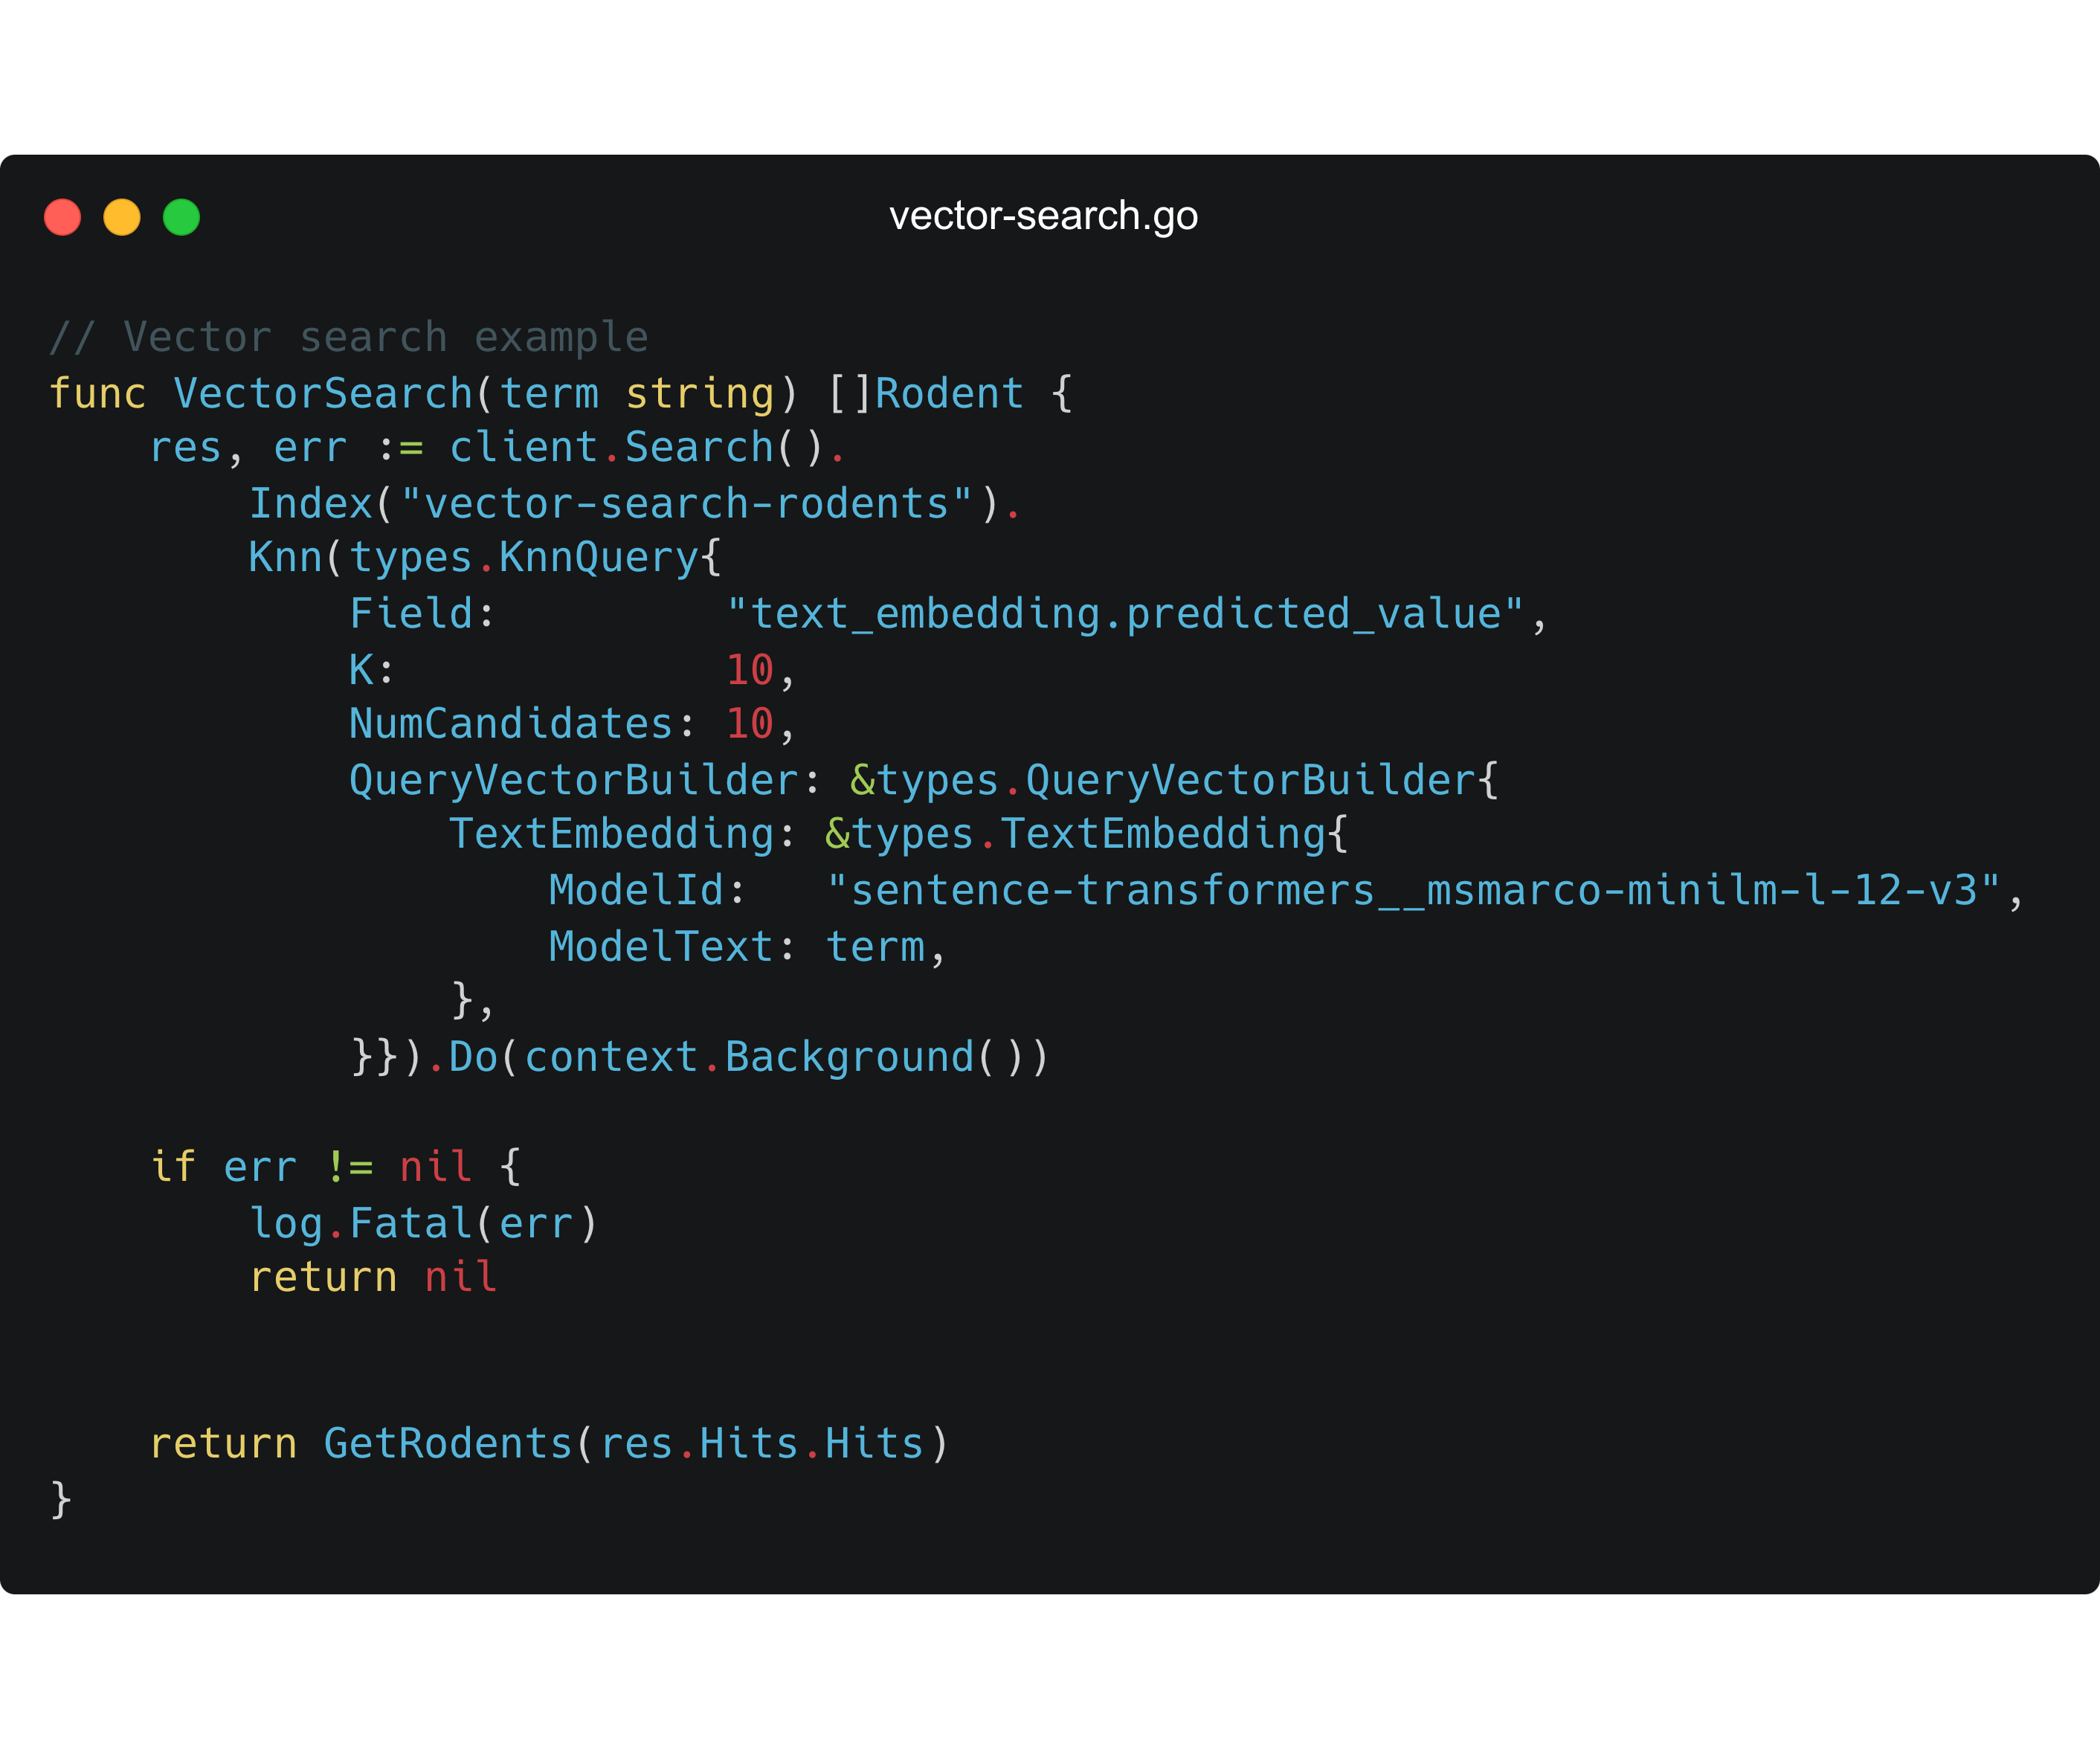 vector-search.go
// Vector search example
func VectorSearch(term string) []Rodent {
    res, err := client.Search().
        Index("vector-search-rodents").
        Knn(types.KnnQuery{
            Field:         "text_embedding.predicted_value",
            K:             10,
            NumCandidates: 10,
            QueryVectorBuilder: &types.QueryVectorBuilder{
                TextEmbedding: &types.TextEmbedding{
                    ModelId:   "sentence-transformers__msmarco-minilm-l-12-v3",
                    ModelText: term,
                },
            }}).Do(context.Background())
    if err != nil {
        log.Fatal(err)
        return nil
    return GetRodents(res.Hits.Hits)
}